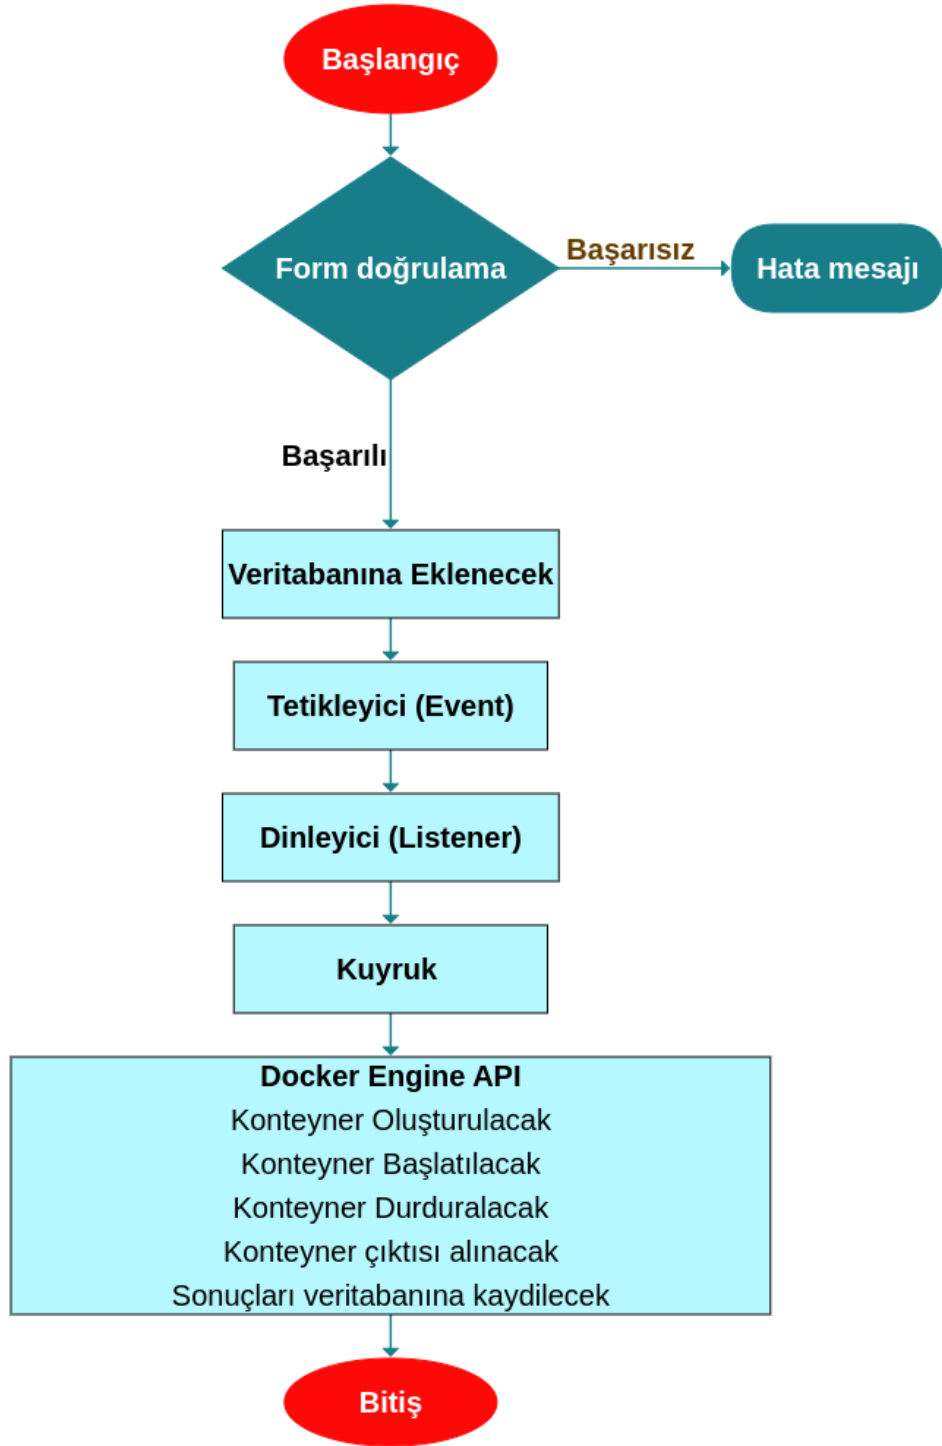 Başlangıç
Form doğrulama
Başarısız
Hata mesajı
Başarılı
Veritabanına Eklenecek
Tetikleyici (Event)
Dinleyici (Listener)
Kuyruk
Docker Engine API
Konteyner Oluşturulacak
Konteyner Başlatılacak
Konteyner Durduralacak
Konteyner çıktısı alınacak
Sonuçları veritabanına kaydilecek
Bitiş